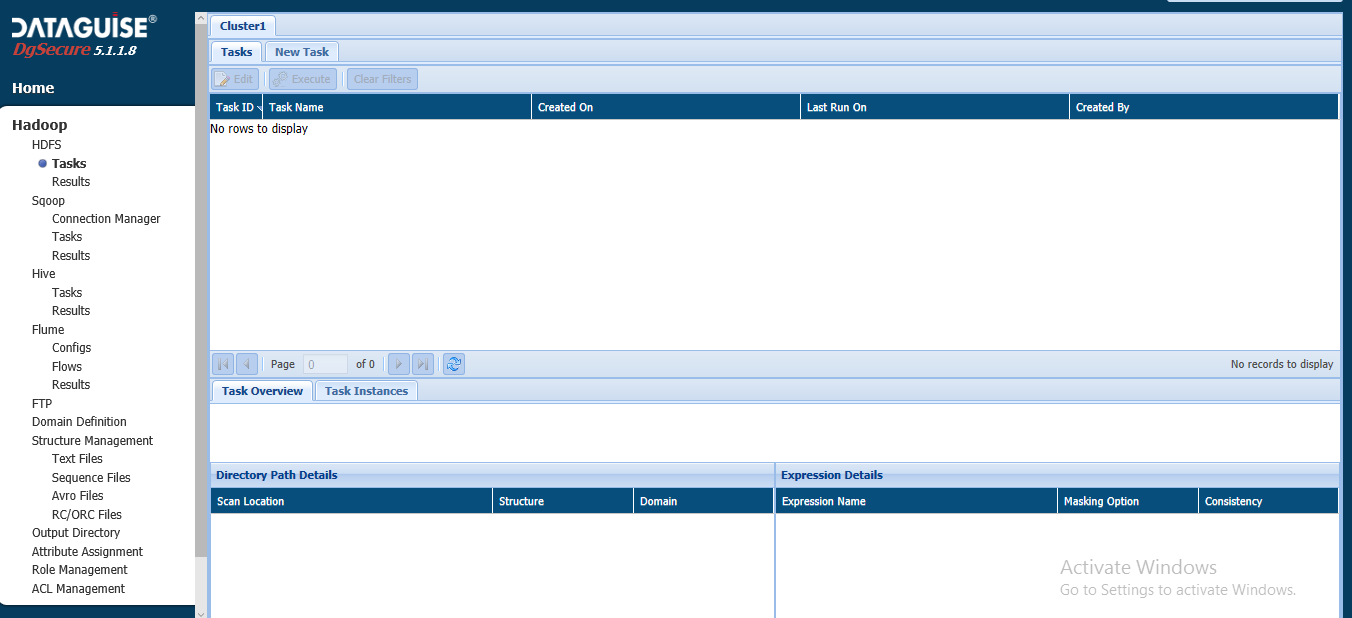 DATAGUISE®
DgSecure 5.1.1.8
Home
Hadoop
HDFS
Tasks
Results
Sqoop
Connection Manager
Tasks
Results
Hive
Tasks
Results
Flume
Configs
Flows
Results
FTP
Domain Definition
Structure Management
Text Files
Sequence Files
Avro Files
RC/ORC Files
Output Directory
Attribute Assignment
Role Management
ACL Management
Cluster1
Tasks New Task
Edit Execute Clear Filters
Task ID Task Name Created On Last Run On Created By
No rows to display
Page 0 of 0 No records to display
Task Overview Task Instances
Directory Path Details Expression Details
Scan Location Structure Domain Expression Name Masking Option Consistency
Activate Windows
Go to Settings to activate Windows.